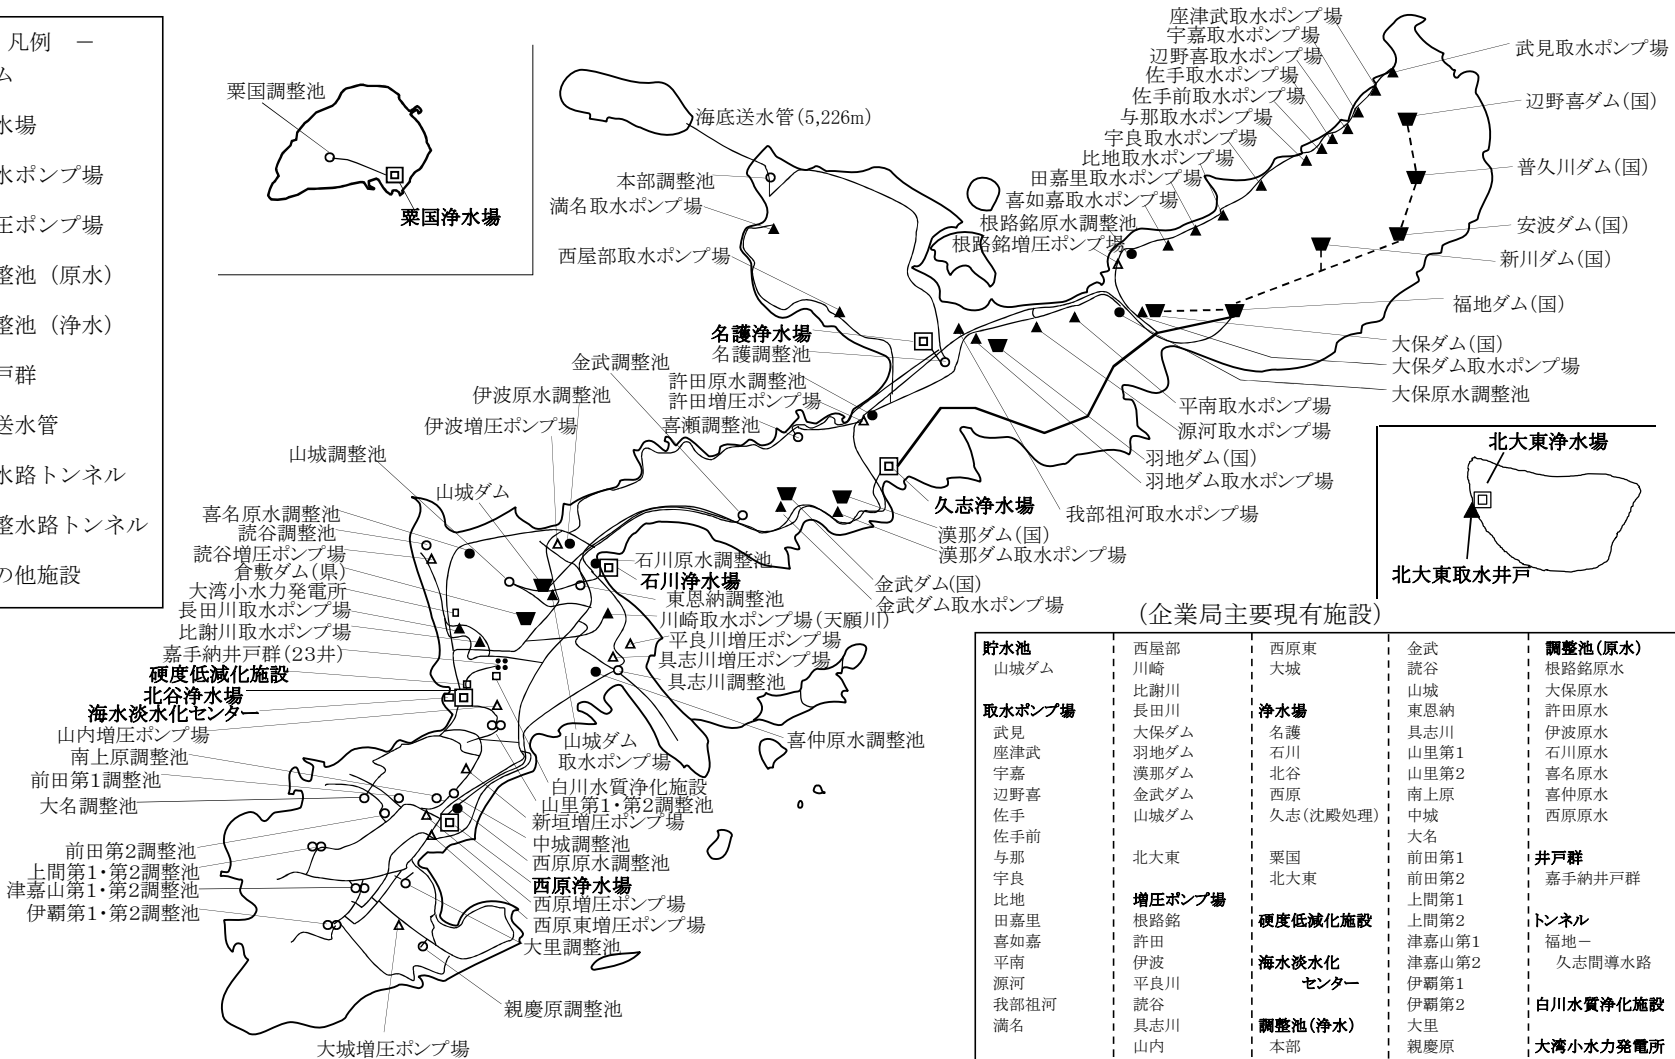 凡例 －
ム
水場
水ポンプ場
圧ポンプ場
整池（原水）
整池（浄水）
戸群
送水管
水路トンネル
整水路トンネル
の他施設
粟国調整池
粟国浄水場
海底送水管(5,226m)
本部調整池
満名取水ポンプ場
西屋部取水ポンプ場
座津武取水ポンプ場
宇嘉取水ポンプ場
辺野喜取水ポンプ場
佐手取水ポンプ場
佐手前取水ポンプ場
与那取水ポンプ場
宇良取水ポンプ場
比地取水ポンプ場
田嘉里取水ポンプ場
喜如嘉取水ポンプ場
根路銘原水調整池
根路銘増圧ポンプ場
武見取水ポンプ場
辺野喜ダム(国)
普久川ダム(国)
安波ダム(国)
新川ダム(国)
福地ダム(国)
大保ダム(国)
大保ダム取水ポンプ場
大保原水調整池
平南取水ポンプ場
源河取水ポンプ場
羽地ダム(国)
羽地ダム取水ポンプ場
我部祖河取水ポンプ場
名護浄水場
名護調整池
金武調整池
許田原水調整池
許田増圧ポンプ場
喜瀬調整池
伊波原水調整池
伊波増圧ポンプ場
山城調整池
山城ダム
久志浄水場
漢那ダム(国)
漢那ダム取水ポンプ場
金武ダム(国)
金武ダム取水ポンプ場
北大東浄水場
北大東取水井戸
喜名原水調整池
読谷調整池
読谷増圧ポンプ場
倉敷ダム(県)
大湾小水力発電所
長田川取水ポンプ場
比謝川取水ポンプ場
嘉手納井戸群(23井)
硬度低減化施設
北谷浄水場
海水淡水化センター
山内増圧ポンプ場
南上原調整池
前田第1調整池
大名調整池
前田第2調整池
上間第1・第2調整池
津嘉山第1・第2調整池
伊覇第1・第2調整池
石川原水調整池
石川浄水場
東恩納調整池
川崎取水ポンプ場(天願川)
平良川増圧ポンプ場
具志川増圧ポンプ場
具志川調整池
喜仲原水調整池
山城ダム
取水ポンプ場
白川水質浄化施設
山里第1・第2調整池
新垣増圧ポンプ場
中城調整池
西原原水調整池
西原浄水場
西原増圧ポンプ場
西原東増圧ポンプ場
大里調整池
親慶原調整池
大城増圧ポンプ場
(企業局主要現有施設)
貯水池 西屋部 西原東 金武 調整池(原水)
山城ダム 川崎 大城 読谷 根路銘原水
比謝川 山城 大保原水
取水ポンプ場 長田川 浄水場 東恩納 許田原水
武見 大保ダム 名護 具志川 伊波原水
座津武 羽地ダム 石川 山里第1 石川原水
宇嘉 漢那ダム 北谷 山里第2 喜名原水
辺野喜 金武ダム 西原 南上原 喜仲原水
佐手 山城ダム 久志(沈殿処理) 中城 西原原水
佐手前 大名
与那 北大東 粟国 前田第1 井戸群
宇良 北大東 前田第2 嘉手納井戸群
比地 増圧ポンプ場 上間第1
田嘉里 根路銘 硬度低減化施設 上間第2 トンネル
喜如嘉 許田 津嘉山第1 福地－
平南 伊波 海水淡水化 津嘉山第2 久志間導水路
源河 平良川 センター 伊覇第1
我部祖河 読谷 伊覇第2 白川水質浄化施設
満名 具志川 調整池(浄水) 大里
山内 本部 親慶原 大湾小水力発電所